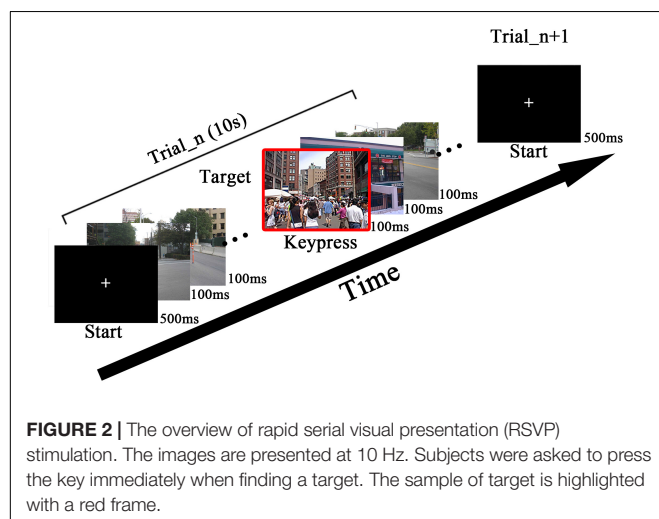 Trial_n+1
Trial_n (10s)
500ms
Start
Target
100ms
100ms
100ms
Keypress
100ms
100ms
Time
500ms
Start
FIGURE 2 | The overview of rapid serial visual presentation (RSVP)
stimulation. The images are presented at 10 Hz. Subjects were asked to press
the key immediately when finding a target. The sample of target is highlighted
with a red frame.